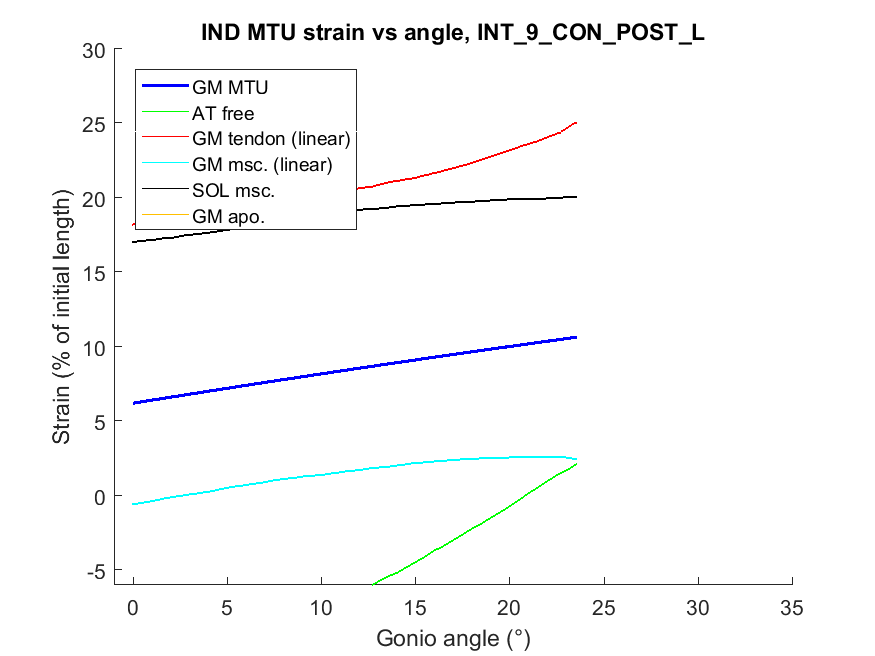 IND MTU strain vs angle, INT_9_CON_POST_L
30
25
20
15
10
5
0
-5
Strain (% of initial length)
GM MTU
AT free
GM tendon (linear)
GM msc. (linear)
SOL msc.
GM apo.
0 5 10 15 20 25 30 35
Gonio angle (°)